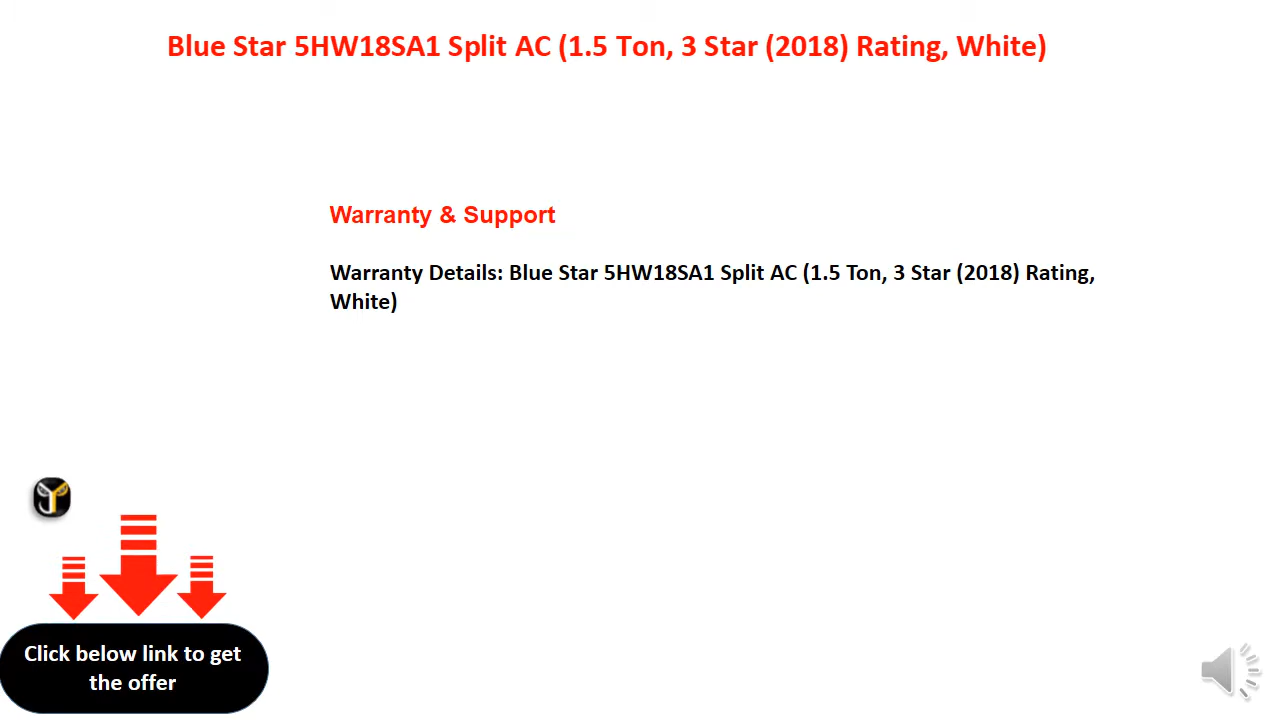 Blue Star 5HW18SA1 Split AC (1.5 Ton, 3 Star (2018) Rating, White)
Warranty & Support
Warranty Details: Blue Star 5HW18SA1 Split AC (1.5 Ton, 3 Star (2018) Rating,
White)
Click below link to get
the offer